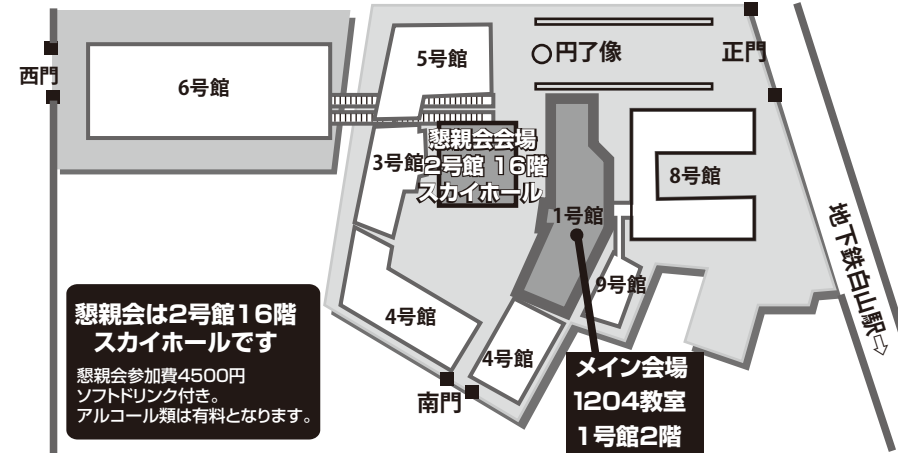 西門
6号館
5号館
円了像
正門
懇親会会場
2号館 16階
スカイホール
3号館
8号館
1号館
地下鉄白山駅⇨
9号館
4号館
4号館
南門
懇親会は2号館16階
スカイホールです
懇親会参加費4500円
ソフトドリンク付き。
アルコール類は有料となります。
メイン会場
1204教室
1号館2階